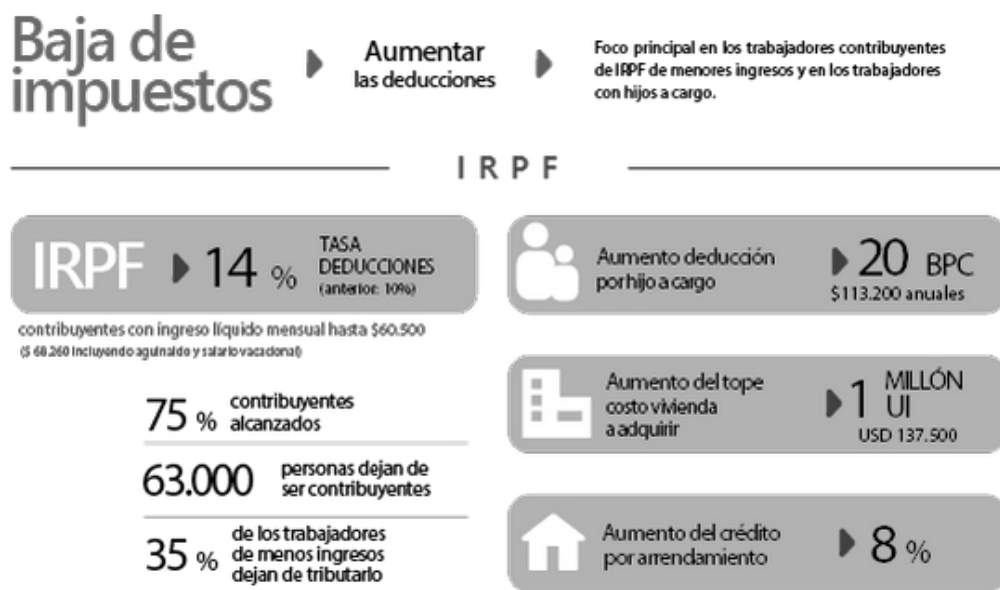 Baja de
impuestos
Aumentar
las deducciones
Foco principal en los trabajadores contribuyentes
de IRPF de menores ingresos y en los trabajadores
con hijos a cargo.
IRPF
IRPF
14 %
TASA
DEDUCCIONES
(anterior: 10%)
contribuyentes con ingreso líquido mensual hasta $60.500
($ 68.260 incluyendo aguinaldo y salario vacacional)
75 %
contribuyentes
alcanzados
63.000
personas dejan de
ser contribuyentes
35 %
de los trabajadores
de menos ingresos
dejan de tributarlo
Aumento deducción
por hijo a cargo
20 BPC
$113.200 anuales
Aumento del tope
costo vivienda
a adquirir
1 MILLÓN
UI
USD 137.500
Aumento del crédito
por arrendamiento
8 %